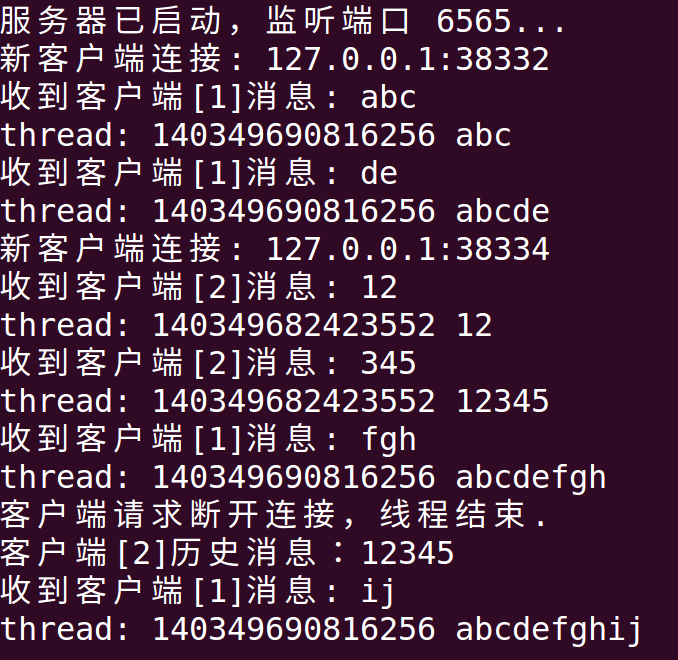 服务器已启动，监听端口 6565...
新客户端连接: 127.0.0.1:38332
收到客户端[1]消息: abc
thread: 140349690816256 abc
收到客户端[1]消息: de
thread: 140349690816256 abcde
新客户端连接: 127.0.0.1:38334
收到客户端[2]消息: 12
thread: 140349682423552 12
收到客户端[2]消息: 345
thread: 140349682423552 12345
收到客户端[1]消息: fgh
thread: 140349690816256 abcdefgh
客户端请求断开连接，线程结束.
客户端[2]历史消息：12345
收到客户端[1]消息: ij
thread: 140349690816256 abcdefghij